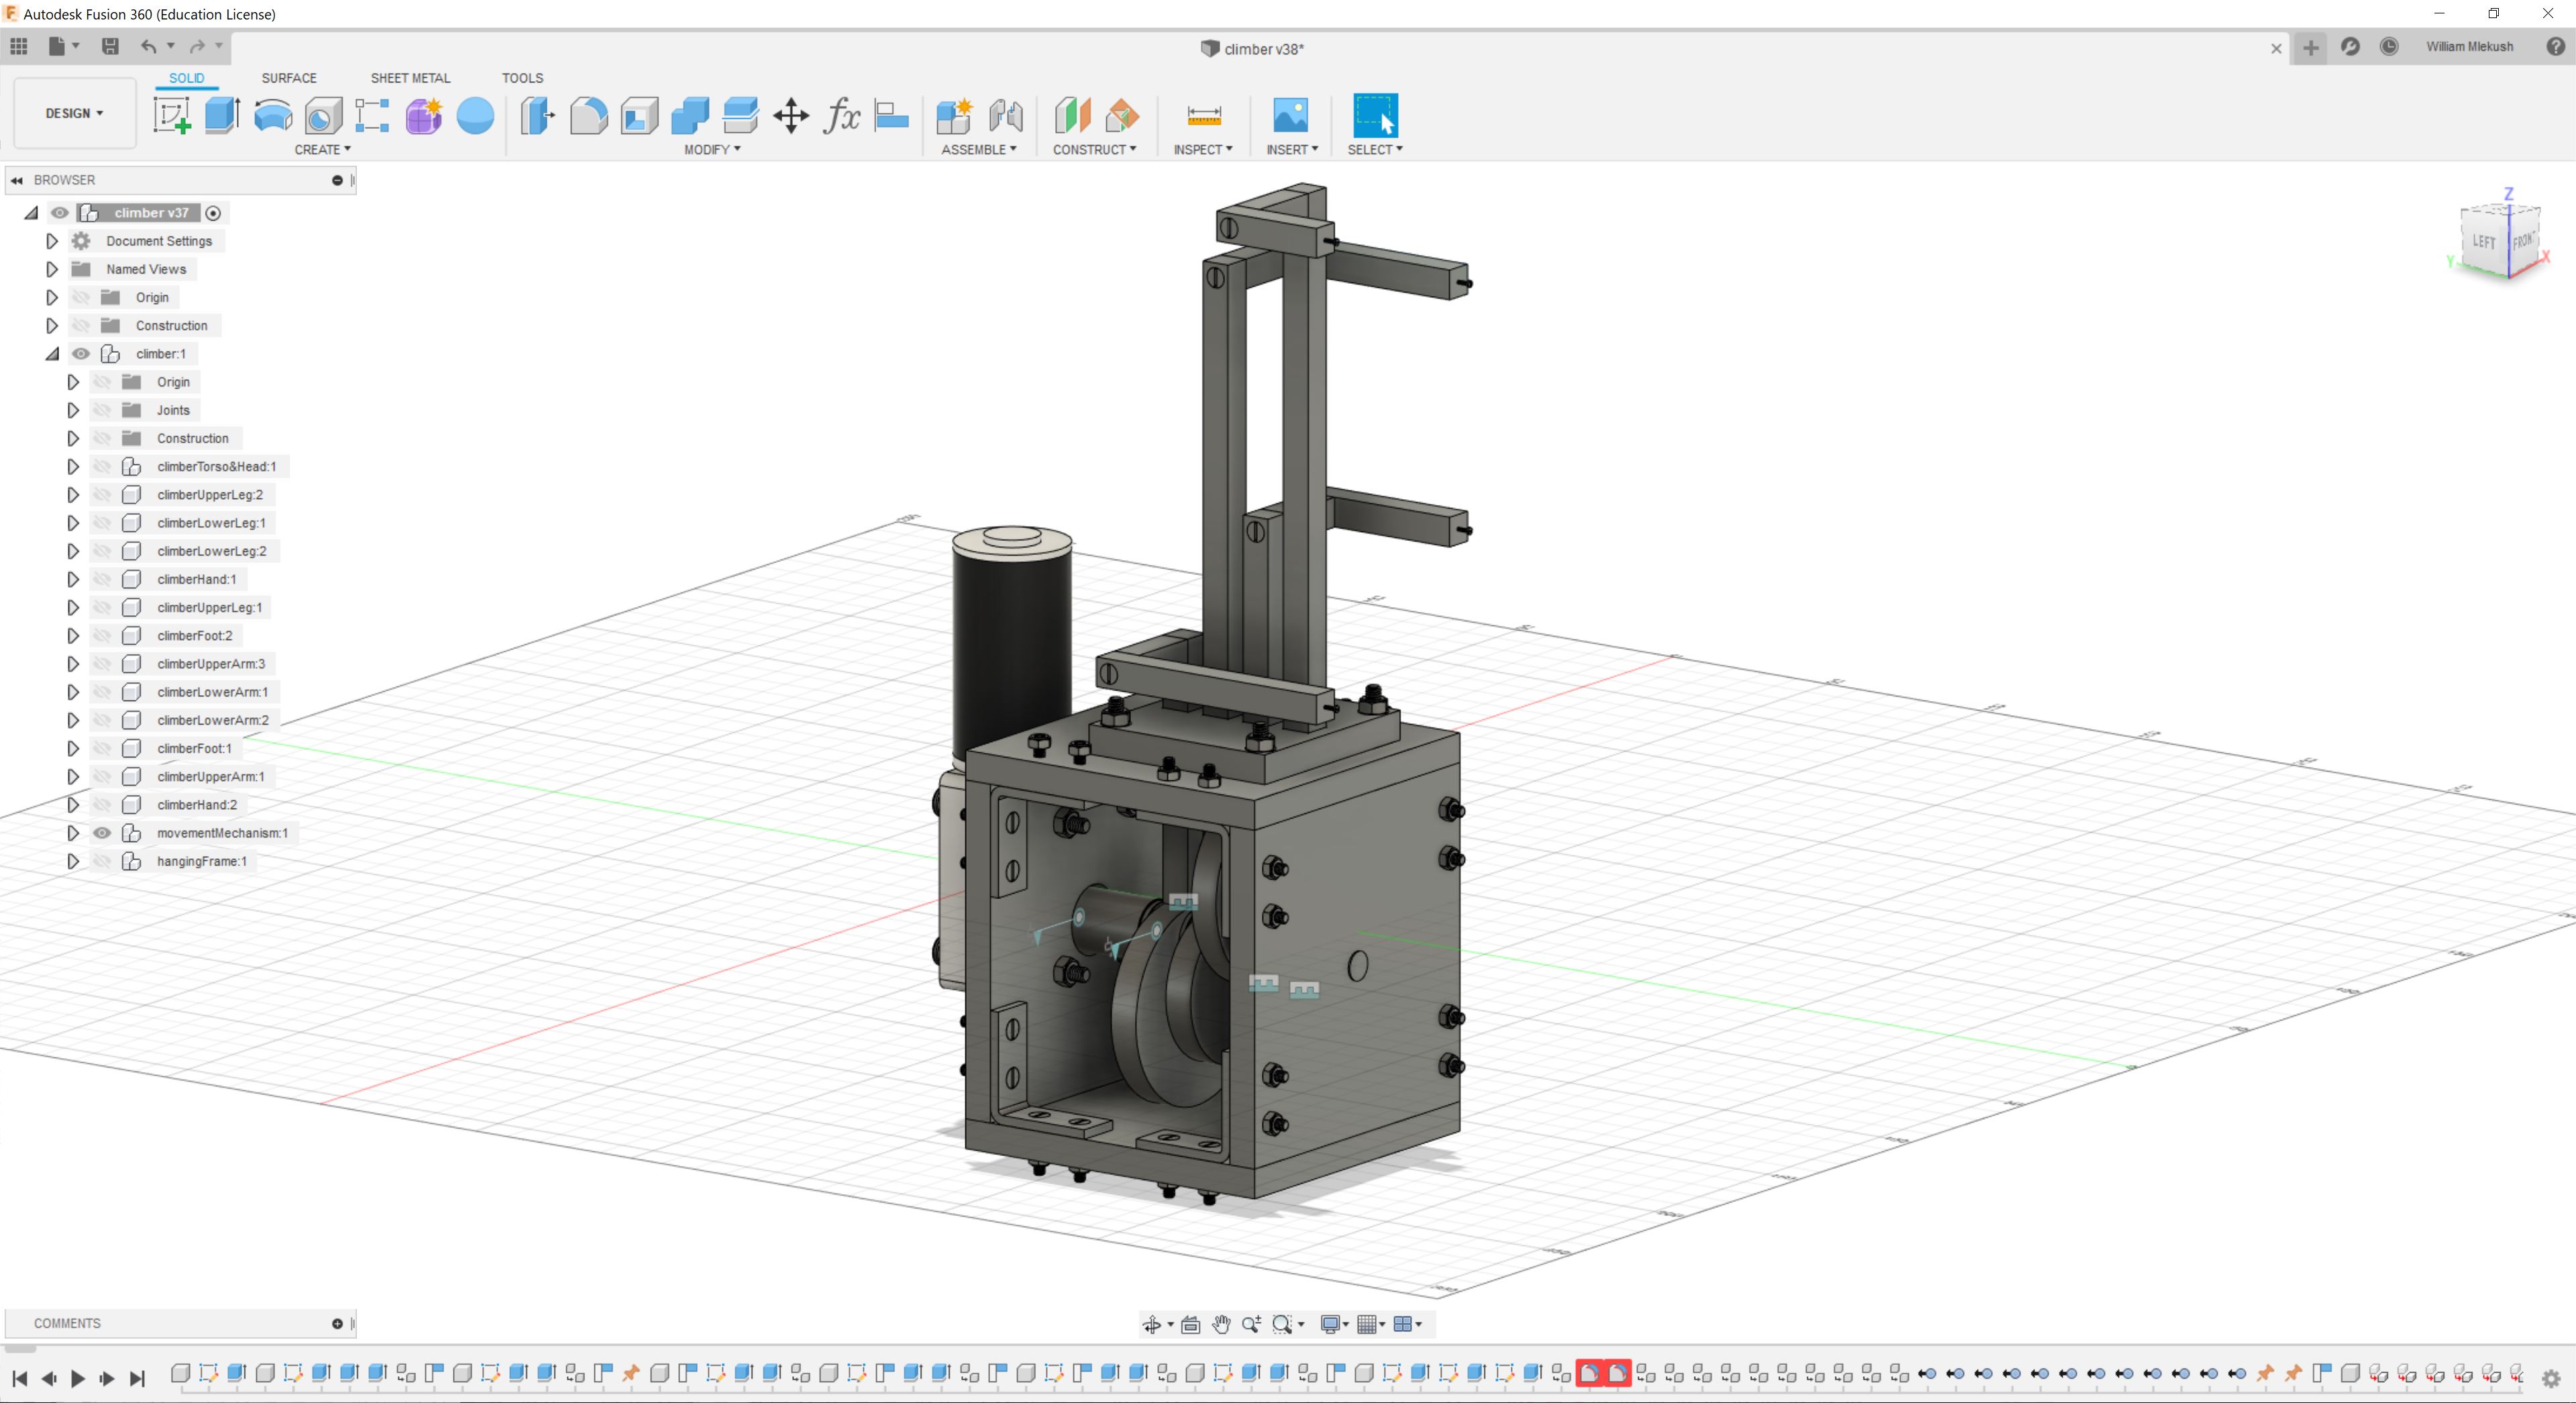 Autodesk Fusion 360 (Education License)
climber v38*
William Mlekush
DESIGN
SOLID
SURFACE
SHEET METAL
TOOLS
CREATE
MODIFY
ASSEMBLE
CONSTRUCT
INSPECT
INSERT
SELECT
BROWSER
climber v37
Document Settings
Named Views
Origin
Construction
climber:1
Origin
Joints
Construction
climberTorso&Head:1
climberUpperLeg:2
climberLowerLeg:1
climberLowerLeg:2
climberHand:1
climberUpperLeg:1
climberFoot:2
climberUpperArm:3
climberLowerArm:1
climberLowerArm:2
climberFoot:1
climberUpperArm:1
climberHand:2
movementMechanism:1
hangingFrame:1
Z
LEFT
FRONT
Y
X
COMMENTS